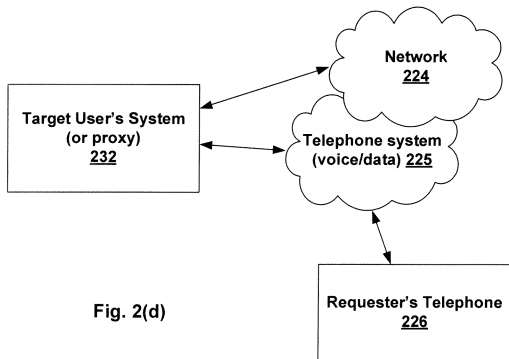 Network
224
Target User's System
(or proxy)
232
Telephone system
(voice/data) 225
Fig. 2(d)
Requester's Telephone
226